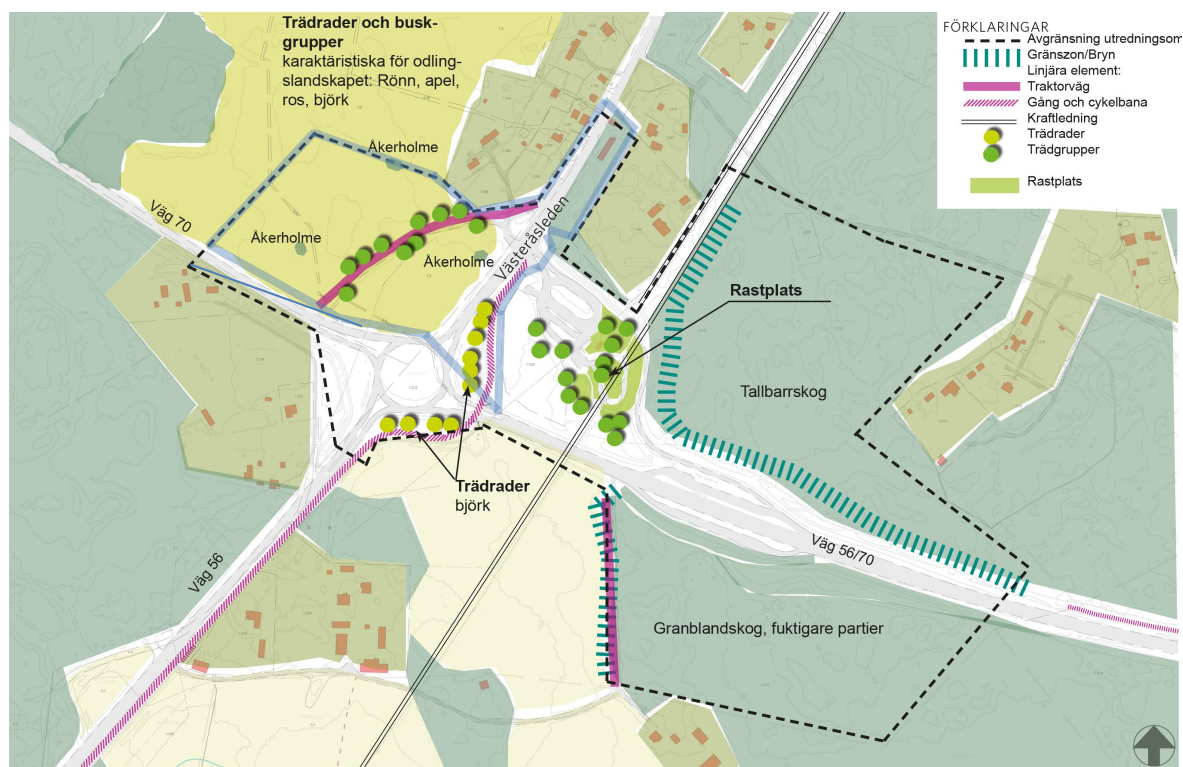 Trädrader och busk-
grupper
karaktäristiska för odling-
slandskapet: Rönn, apel,
ros, björk
FÖRKLARINGAR
Avgränsning utredningsom
Gränszon/Bryn
Linjära element:
Traktorväg
Gång och cykelbana
Kraftledning
Trädrader
Trädgrupper
Rastplats
Åkerholme
Väg 70
Åkerholme
Åkerholme
Västeråsleden
Rastplats
Tallbarrskog
Trädrader
björk
Väg 56
Väg 56/70
Granblandskog, fuktigare partier